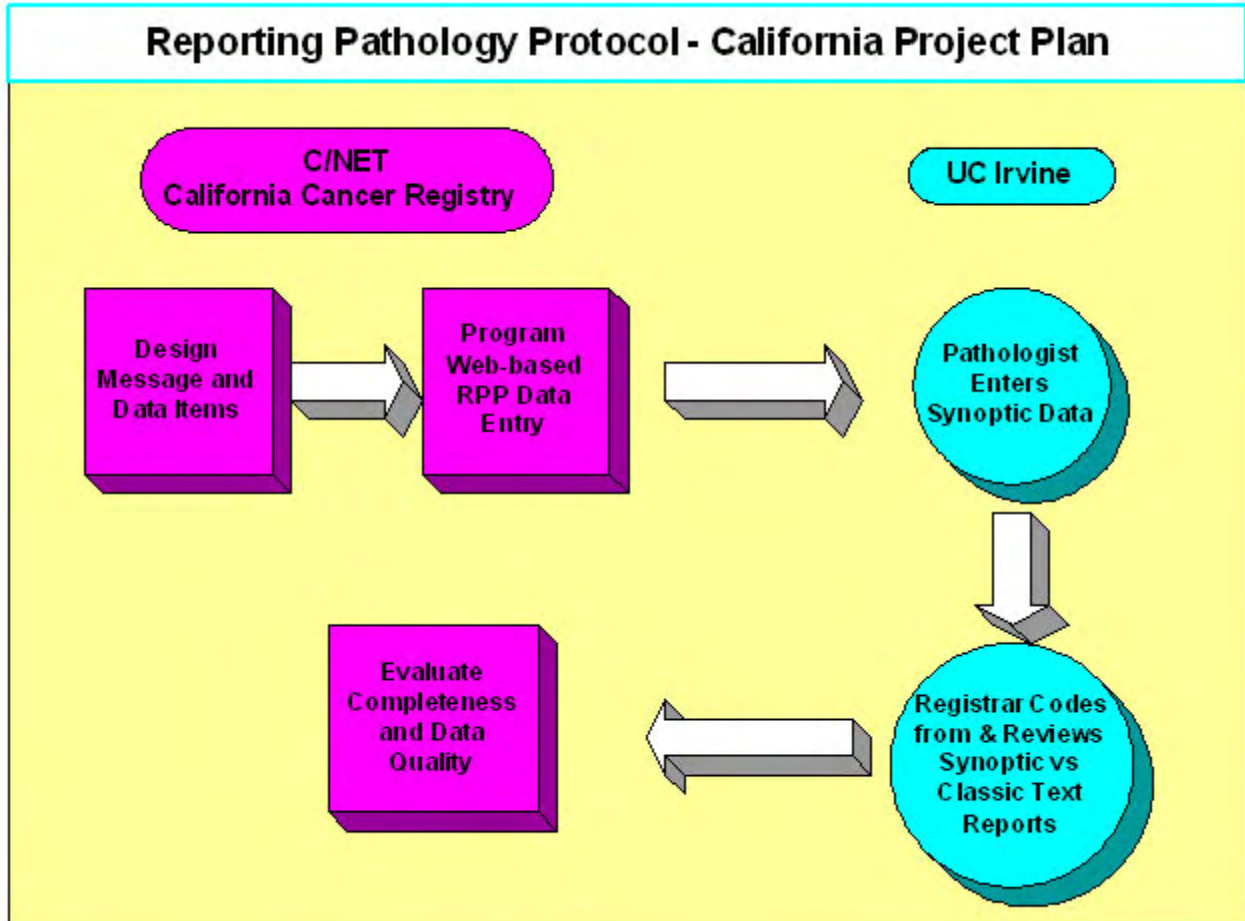 Reporting Pathology Protocol - California Project Plan
C/NET
California Cancer Registry
UC Irvine
Design
Message and
Data Items
Program
Web-based
RPP Data
Entry
Pathologist
Enters
Synoptic Data
Registrar Codes
from & Reviews
Synoptic vs
Classic Text
Reports
Evaluate
Completeness
and Data
Quality